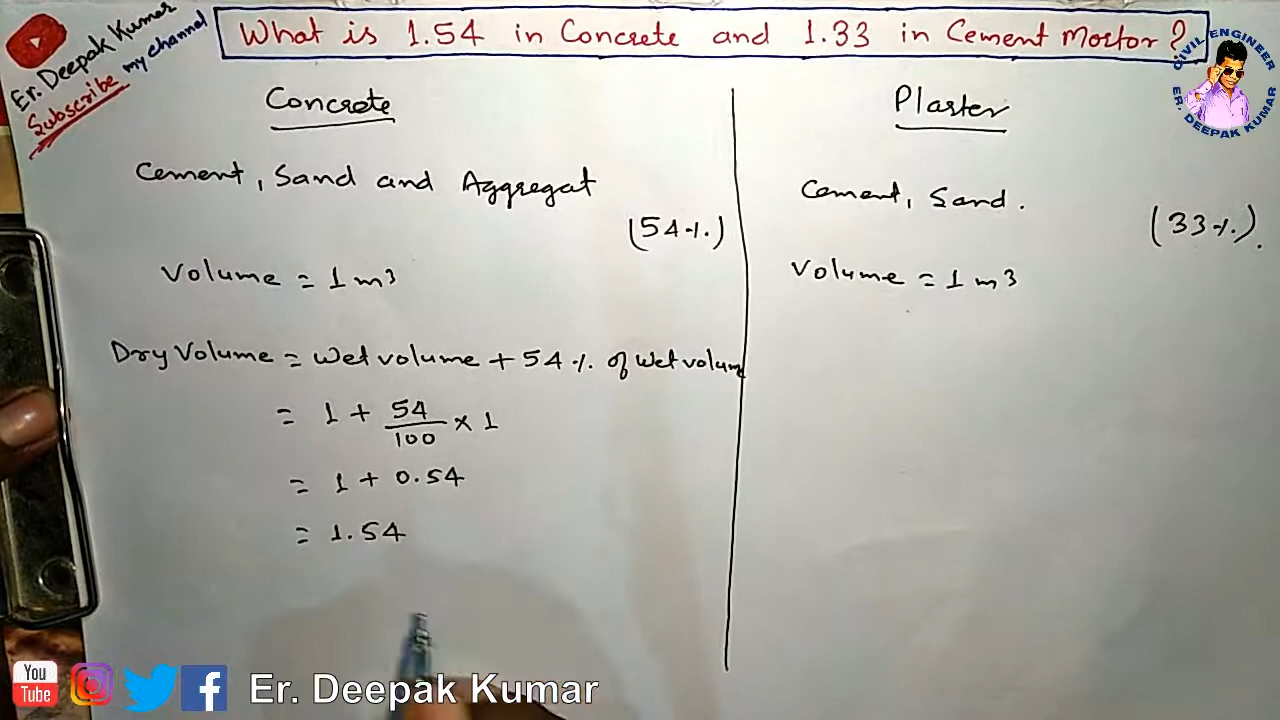 What is 1.54 in Concrete and 1.33 in Cement Mortor?
Er. Deepak Kumar
Subscribe my channel
CIVIL ENGINEER
ER. DEEPAK KUMAR
Concrete
Cement, Sand and Aggregat
(54%)
Volume = 1 m³
Dry Volume = Wet volume + 54% of Wet volum
= 1 + 54/100 × 1
= 1 + 0.54
= 1.54
Plaster
Cement, Sand.
(33%).
Volume = 1 m³
You
Tube
Er. Deepak Kumar